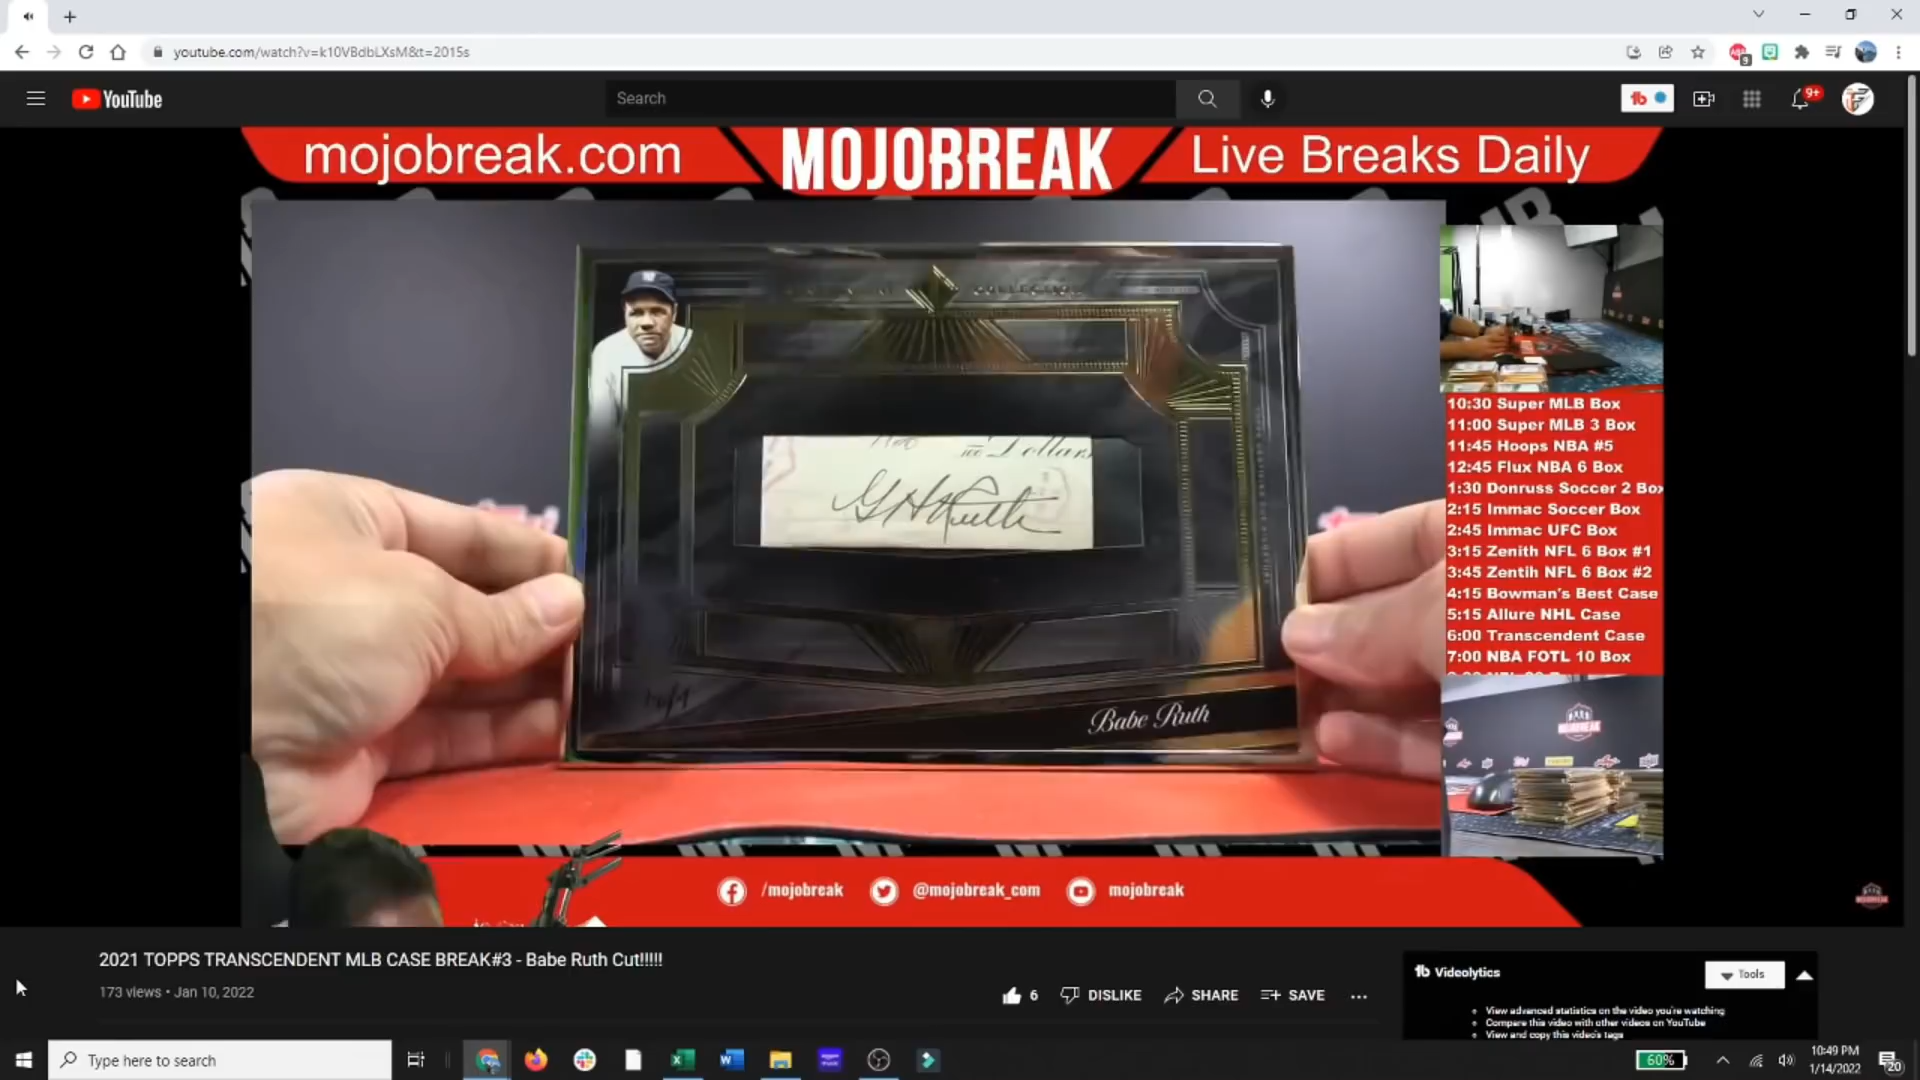 youtube.com/watch?v=k10VBdbLXsM&t=2015s
YouTube
Search
9+
mojobreak.com
MOJOBREAK
Live Breaks Daily
COLLECTION
Dollars
G H Ruth
Babe Ruth
10:30 Super MLB Box
11:00 Super MLB 3 Box
11:45 Hoops NBA #5
12:45 Flux NBA 6 Box
1:30 Donruss Soccer 2 Box
2:15 Immac Soccer Box
2:45 Immac UFC Box
3:15 Zenith NFL 6 Box #1
3:45 Zentih NFL 6 Box #2
4:15 Bowman's Best Case
5:15 Allure NHL Case
6:00 Transcendent Case
7:00 NBA FOTL 10 Box
MOJOBREAK
/mojobreak
@mojobreak_com
mojobreak
2021 TOPPS TRANSCENDENT MLB CASE BREAK#3 - Babe Ruth Cut!!!!!
173 views • Jan 10, 2022
6
DISLIKE
SHARE
SAVE
Videolytics
Tools
View advanced statistics on the video you're watching
Compare this video with other videos on YouTube
View and copy this video's tags
Type here to search
60%
10:49 PM
1/14/2022
20